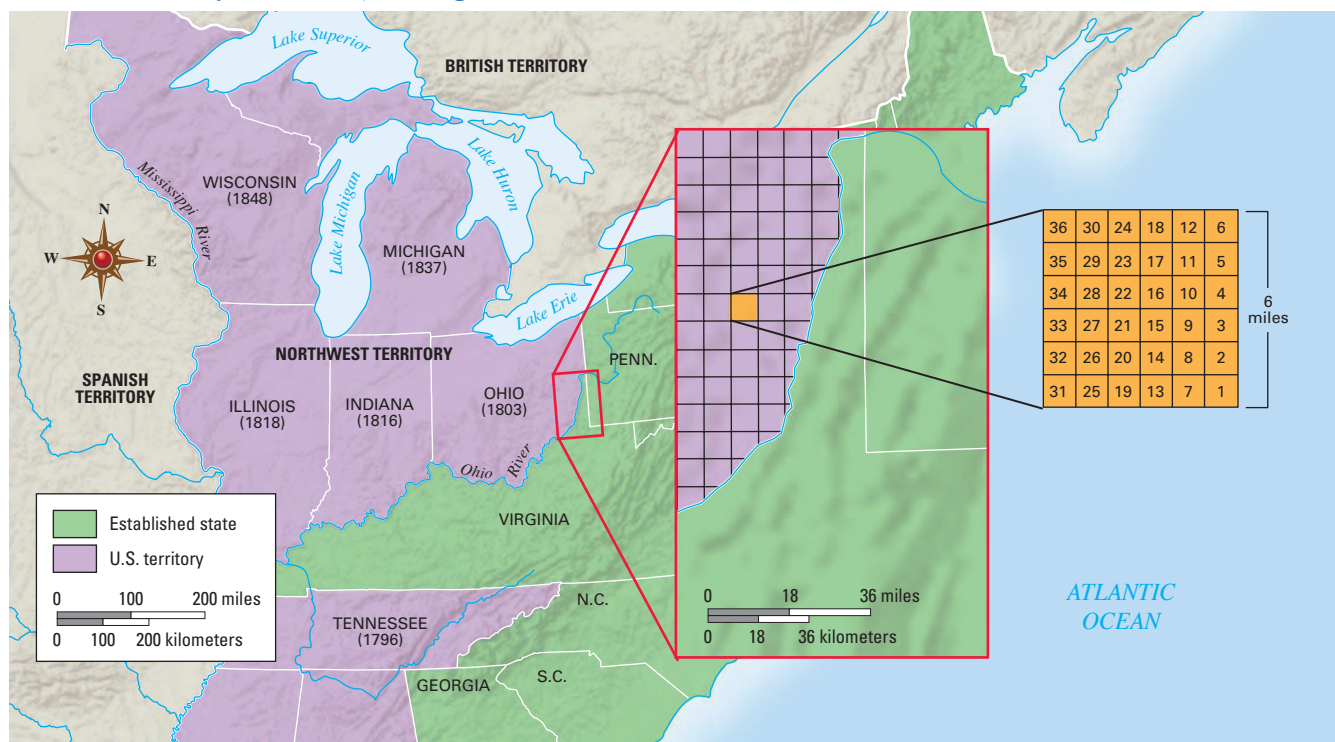 Lake Superior
BRITISH TERRITORY
Lake Huron
Lake Michigan
Mississippi River
WISCONSIN
(1848)
MICHIGAN
(1837)
N
W E
S
Lake Erie
NORTHWEST TERRITORY
PENN.
SPANISH
TERRITORY
ILLINOIS
(1818)
INDIANA
(1816)
OHIO
(1803)
Ohio River
VIRGINIA
Established state
U.S. territory
0 100 200 miles
0 100 200 kilometers
TENNESSEE
(1796)
N.C.
S.C.
GEORGIA
0 18 36 miles
0 18 36 kilometers
36 30 24 18 12 6
35 29 23 17 11 5
34 28 22 16 10 4
33 27 21 15 9 3
32 26 20 14 8 2
31 25 19 13 7 1
6
miles
ATLANTIC
OCEAN